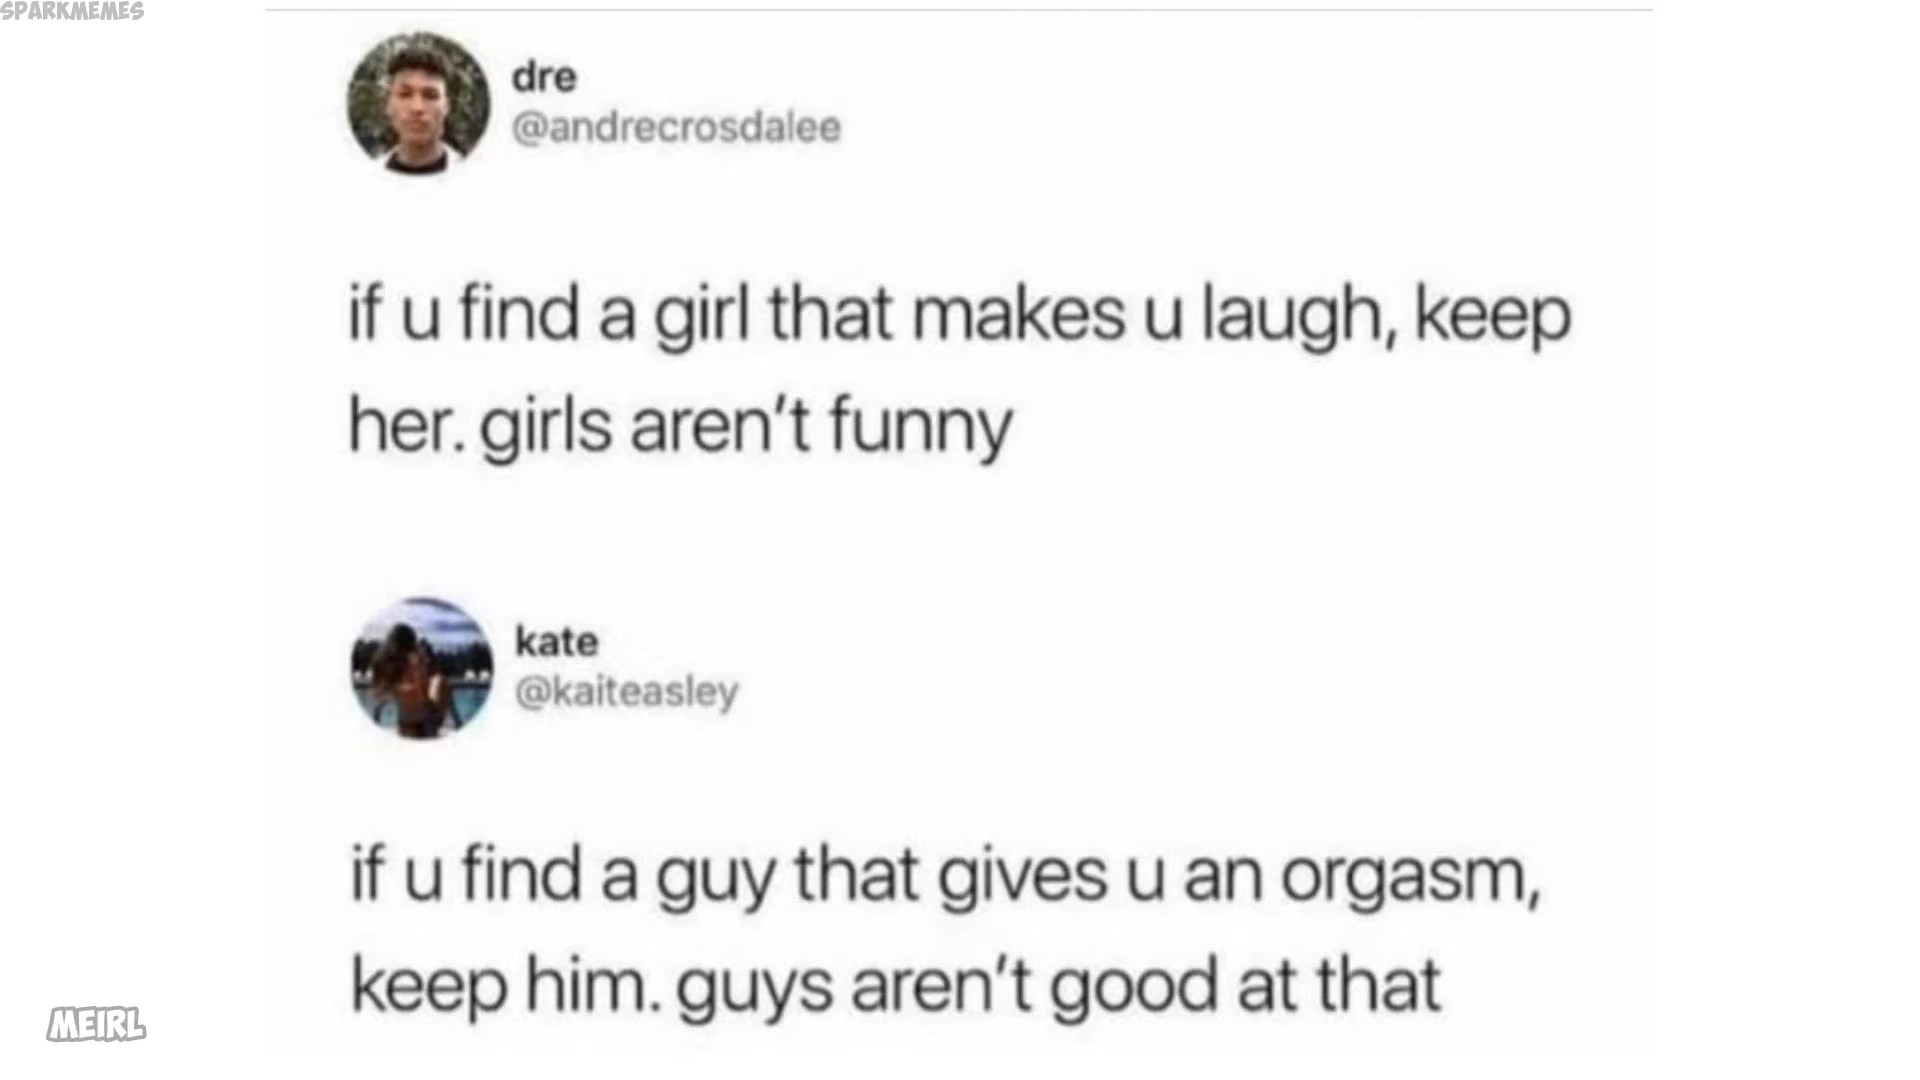 SPARKMEMES
dre
@andrecrosdalee
if u find a girl that makes u laugh, keep
her. girls aren't funny
kate
@kaiteasley
if u find a guy that gives u an orgasm,
keep him. guys aren't good at that
MEIRL